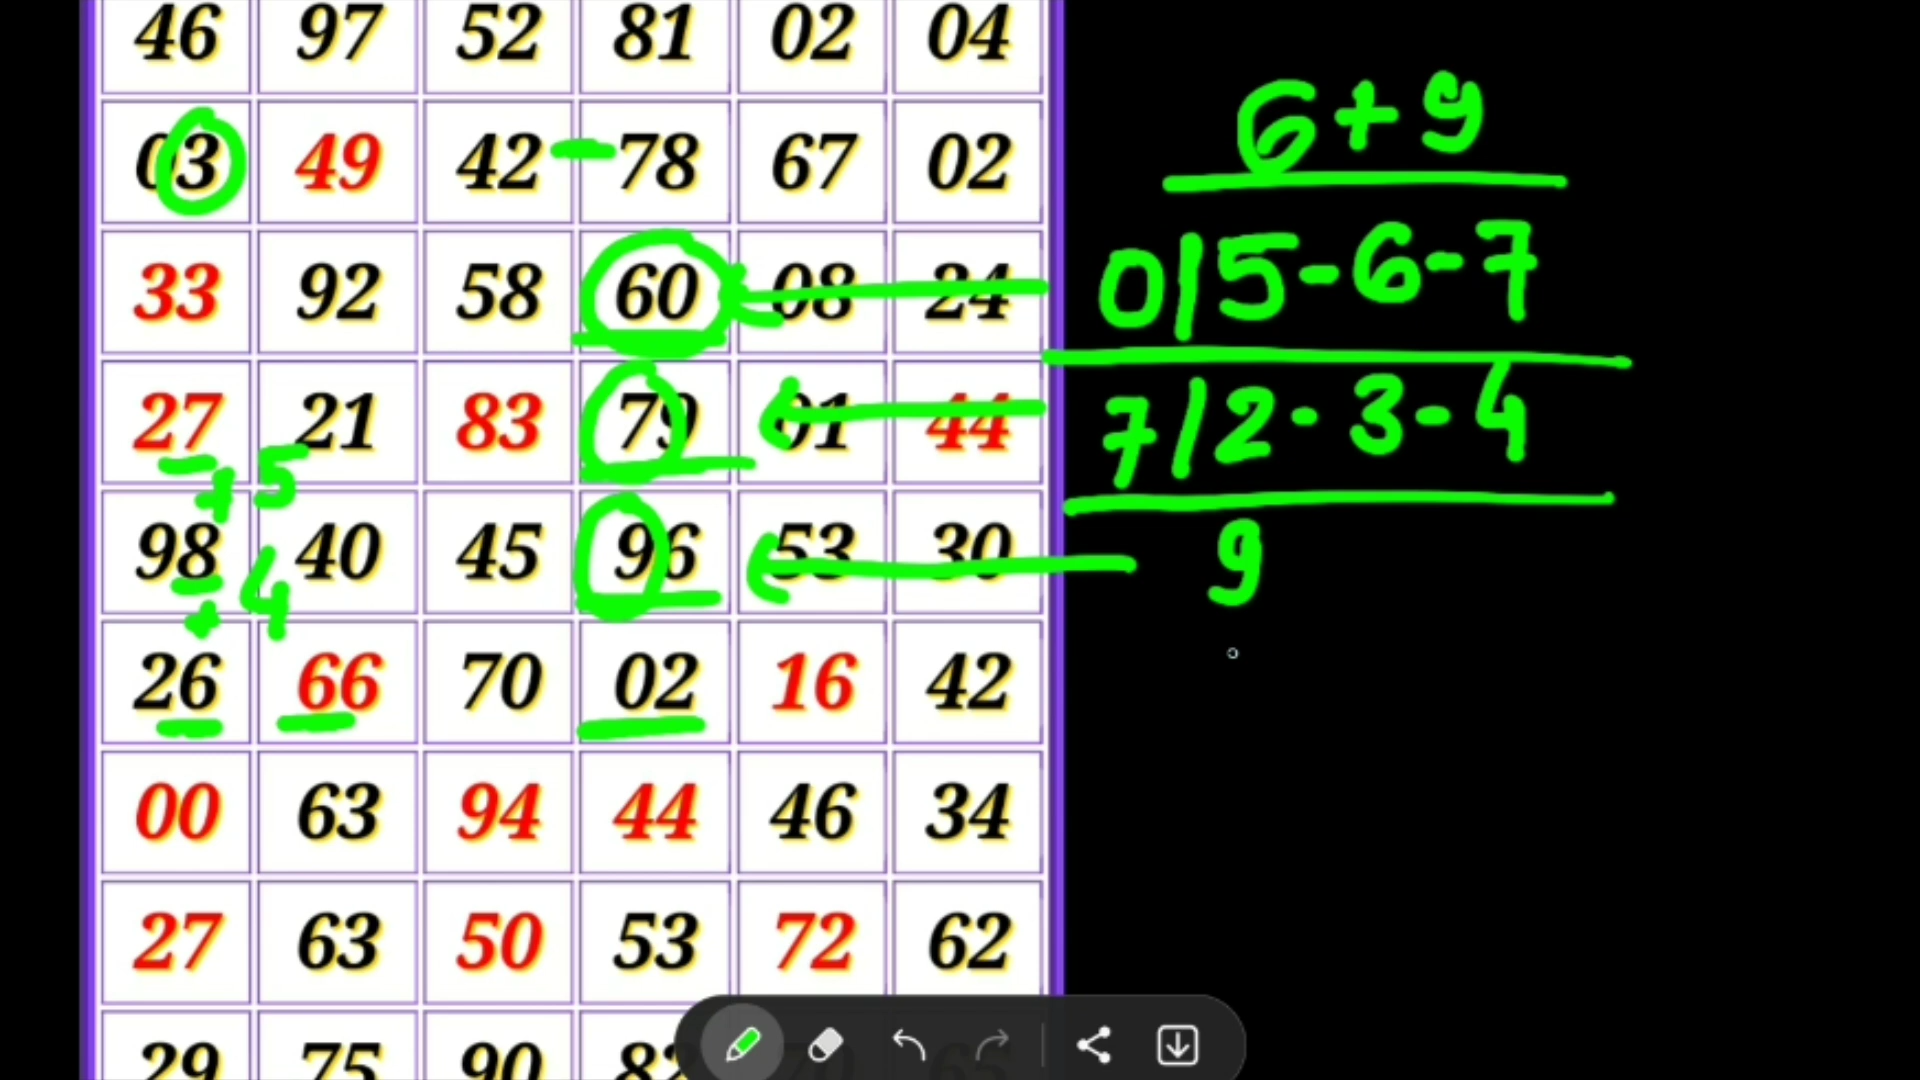 46 97 52 81 02 04
03 49 42 - 78 67 02
33 92 58 60 08 24
27 21 83 79 01 44
+5
98 40 45 96 53 30
+4
26 66 70 02 16 42
00 63 94 44 46 34
27 63 50 53 72 62
29 75 90 82
6+9
0/5-6-7
7/2-3-4
9